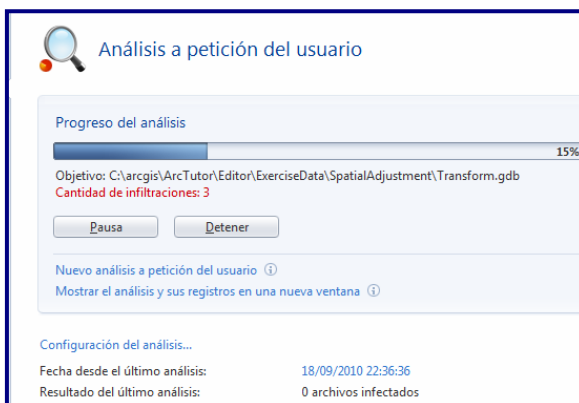 Análisis a petición del usuario
Progreso del análisis
15%
Objetivo: C:\arcgis\ArcTutor\Editor\ExerciseData\SpatialAdjustment\Transform.gdb
Cantidad de infiltraciones: 3
Pausa Detener
Nuevo análisis a petición del usuario
Mostrar el análisis y sus registros en una nueva ventana
Configuración del análisis...
Fecha desde el último análisis: 18/09/2010 22:36:36
Resultado del último análisis: 0 archivos infectados